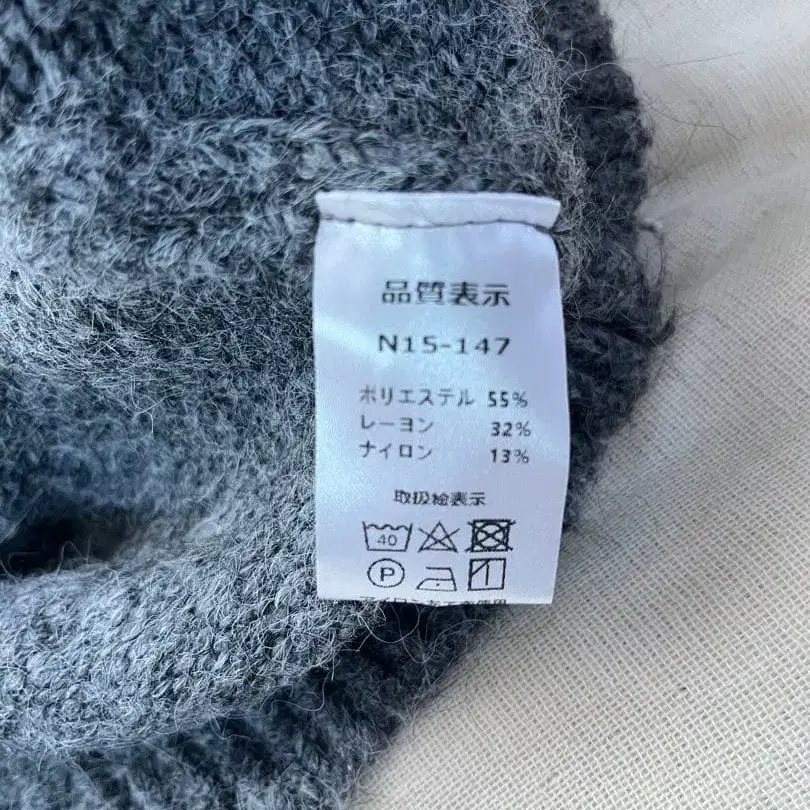 品質表示
N15-147
ポリエステル 55%
レーヨン 32%
ナイロン 13%
取扱絵表示
40
P